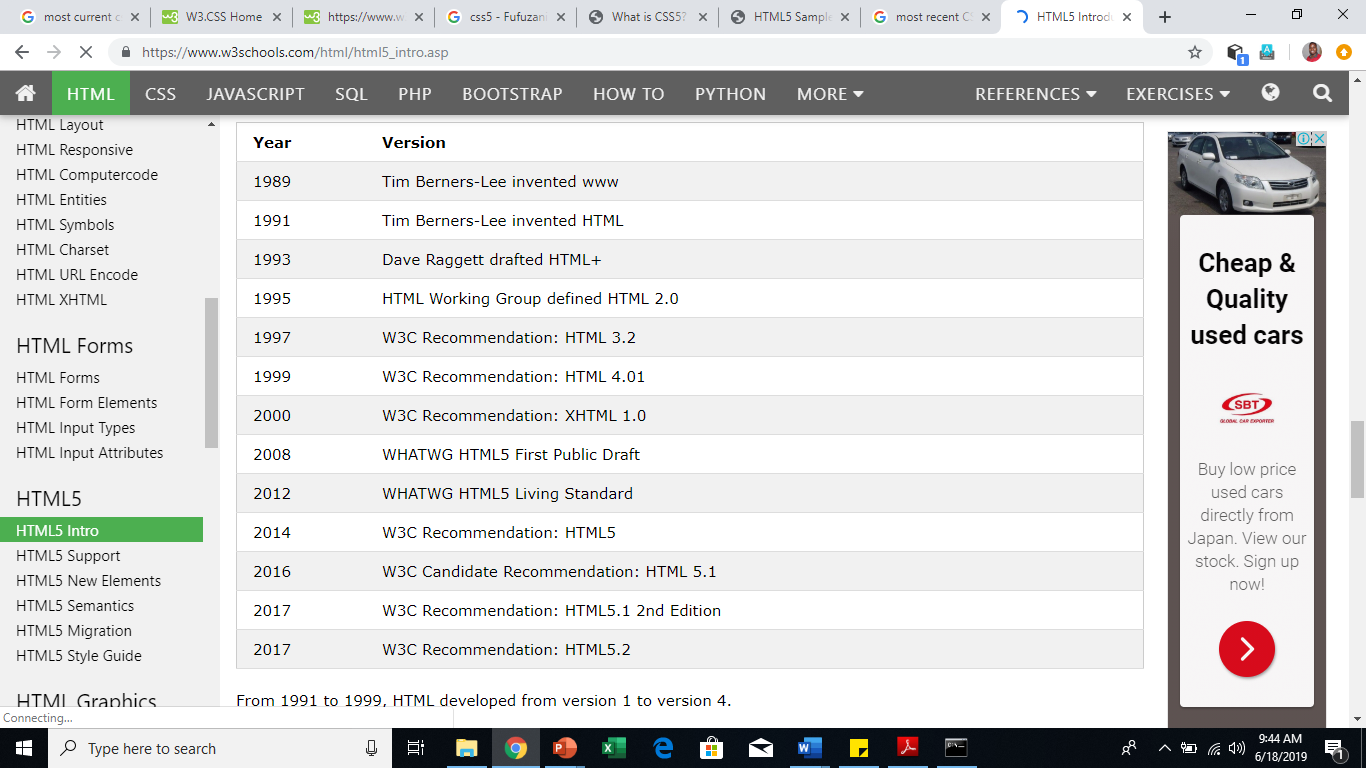 most current c
W3.CSS Home
https://www.w
css5 - Fufuzani
What is CSS5?
HTML5 Sample
most recent CS
HTML5 Introdu
https://www.w3schools.com/html/html5_intro.asp
1
HTML CSS JAVASCRIPT SQL PHP BOOTSTRAP HOW TO PYTHON MORE REFERENCES EXERCISES
HTML Layout
HTML Responsive
HTML Computercode
HTML Entities
HTML Symbols
HTML Charset
HTML URL Encode
HTML XHTML
HTML Forms
HTML Forms
HTML Form Elements
HTML Input Types
HTML Input Attributes
HTML5
HTML5 Intro
HTML5 Support
HTML5 New Elements
HTML5 Semantics
HTML5 Migration
HTML5 Style Guide
HTML Graphics
Connecting...
Year Version
1989 Tim Berners-Lee invented www
1991 Tim Berners-Lee invented HTML
1993 Dave Raggett drafted HTML+
1995 HTML Working Group defined HTML 2.0
1997 W3C Recommendation: HTML 3.2
1999 W3C Recommendation: HTML 4.01
2000 W3C Recommendation: XHTML 1.0
2008 WHATWG HTML5 First Public Draft
2012 WHATWG HTML5 Living Standard
2014 W3C Recommendation: HTML5
2016 W3C Candidate Recommendation: HTML 5.1
2017 W3C Recommendation: HTML5.1 2nd Edition
2017 W3C Recommendation: HTML5.2
From 1991 to 1999, HTML developed from version 1 to version 4.
Cheap &
Quality
used cars
SBT
GLOBAL CAR EXPORTER
Buy low price
used cars
directly from
Japan. View our
stock. Sign up
now!
Type here to search
9:44 AM
6/18/2019
1